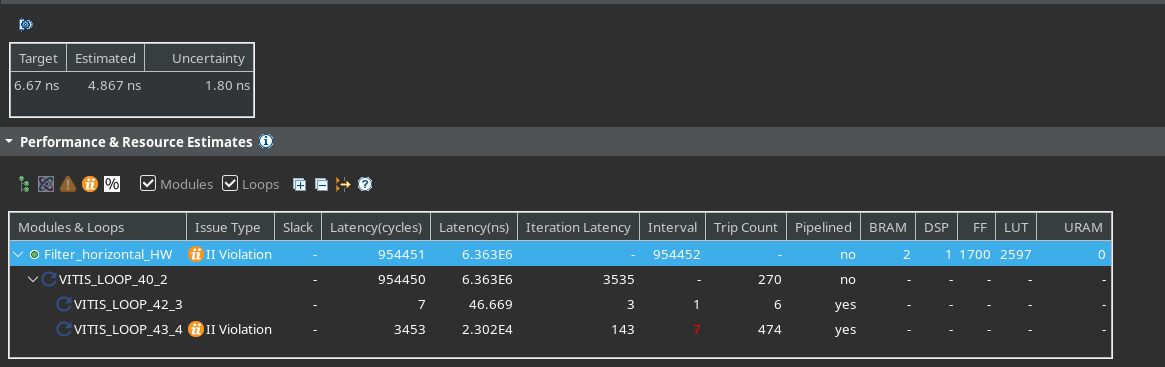 Target Estimated Uncertainty
6.67 ns 4.867 ns 1.80 ns
Performance & Resource Estimates
% Modules Loops
Modules & Loops Issue Type Slack Latency(cycles) Latency(ns) Iteration Latency Interval Trip Count Pipelined BRAM DSP FF LUT URAM
Filter_horizontal_HW II Violation - 954451 6.363E6 - 954452 - no 2 1 1700 2597 0
VITIS_LOOP_40_2 - 954450 6.363E6 3535 - 270 no - - - - -
VITIS_LOOP_42_3 - 7 46.669 3 1 6 yes - - - - -
VITIS_LOOP_43_4 II Violation - 3453 2.302E4 143 7 474 yes - - - - -